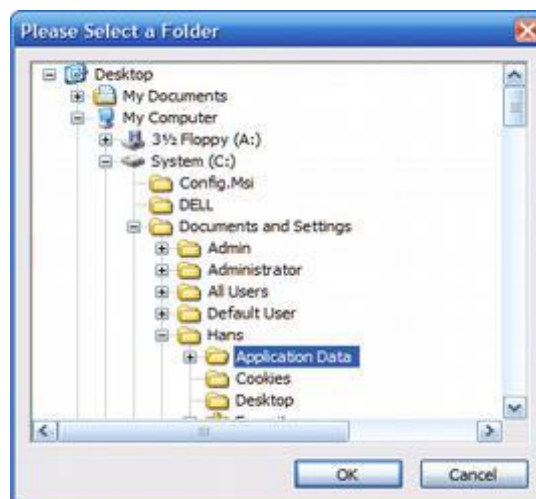 Please Select a Folder
Desktop
My Documents
My Computer
3½ Floppy (A:)
System (C:)
Config.Msi
DELL
Documents and Settings
Admin
Administrator
All Users
Default User
Hans
Application Data
Cookies
Desktop
OK
Cancel